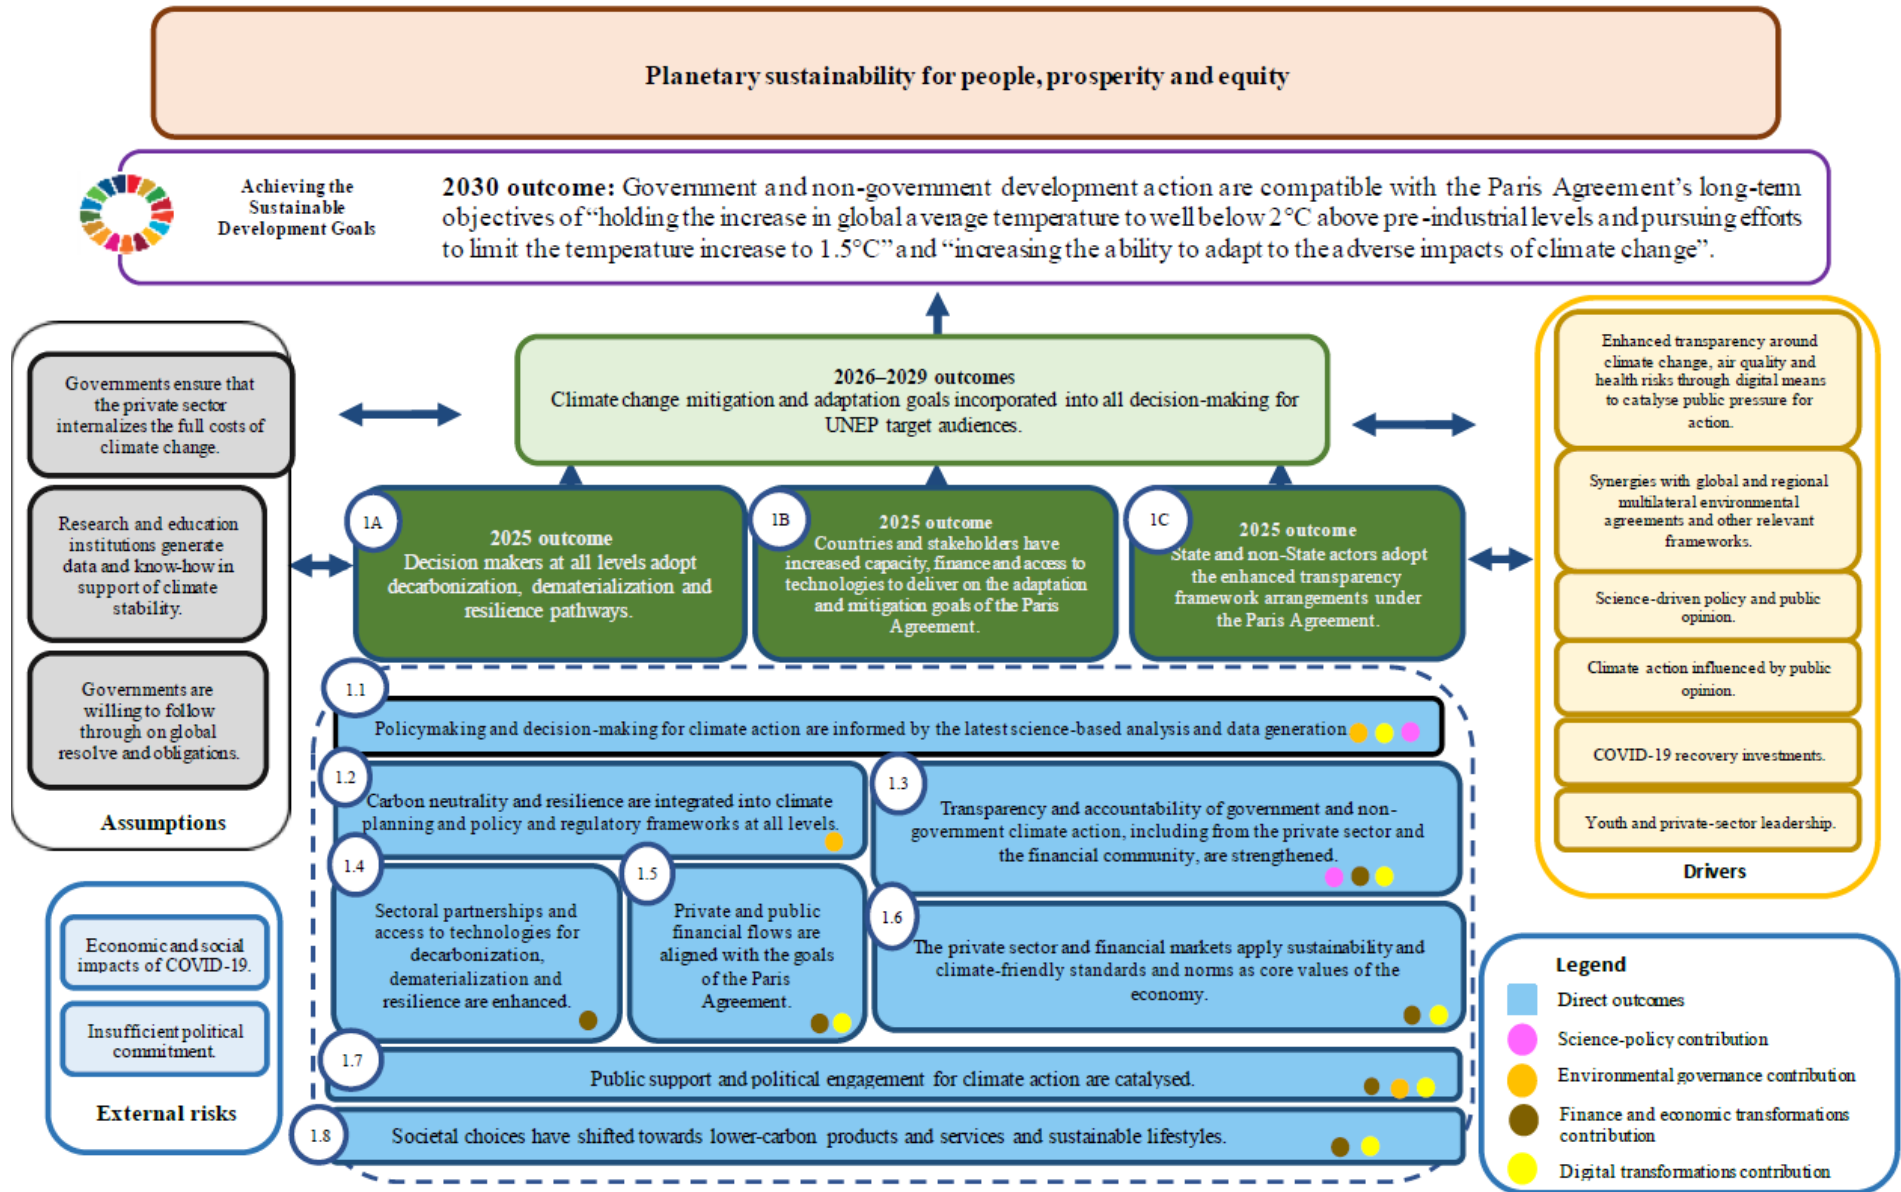 Planetary sustainability for people, prosperity and equity
Achieving the
Sustainable
Development Goals
2030 outcome: Government and non-government development action are compatible with the Paris Agreement's long-term
objectives of "holding the increase in global average temperature to well below 2°C above pre-industrial levels and pursuing efforts
to limit the temperature increase to 1.5°C" and "increasing the ability to adapt to the adverse impacts of climate change".
Governments ensure that
the private sector
internalizes the full costs of
climate change.
Research and education
institutions generate
data and know-how in
support of climate
stability.
Governments are
willing to follow
through on global
resolve and obligations.
Assumptions
Economic and social
impacts of COVID-19.
Insufficient political
commitment.
External risks
2026–2029 outcomes
Climate change mitigation and adaptation goals incorporated into all decision-making for
UNEP target audiences.
1A
2025 outcome
Decision makers at all levels adopt
decarbonization, dematerialization and
resilience pathways.
1B
2025 outcome
Countries and stakeholders have
increased capacity, finance and access to
technologies to deliver on the adaptation
and mitigation goals of the Paris
Agreement.
1C
2025 outcome
State and non-State actors adopt
the enhanced transparency
framework arrangements under
the Paris Agreement.
1.1
Policymaking and decision-making for climate action are informed by the latest science-based analysis and data generation
1.2
Carbon neutrality and resilience are integrated into climate
planning and policy and regulatory frameworks at all levels.
1.3
Transparency and accountability of government and non-
government climate action, including from the private sector and
the financial community, are strengthened.
1.4
Sectoral partnerships and
access to technologies for
decarbonization,
dematerialization and
resilience are enhanced.
1.5
Private and public
financial flows are
aligned with the goals
of the Paris
Agreement.
1.6
The private sector and financial markets apply sustainability and
climate-friendly standards and norms as core values of the
economy.
1.7
Public support and political engagement for climate action are catalysed.
1.8
Societal choices have shifted towards lower-carbon products and services and sustainable lifestyles.
Enhanced transparency around
climate change, air quality and
health risks through digital means
to catalyse public pressure for
action.
Synergies with global and regional
multilateral environmental
agreements and other relevant
frameworks.
Science-driven policy and public
opinion.
Climate action influenced by public
opinion.
COVID-19 recovery investments.
Youth and private-sector leadership.
Drivers
Legend
Direct outcomes
Science-policy contribution
Environmental governance contribution
Finance and economic transformations
contribution
Digital transformations contribution